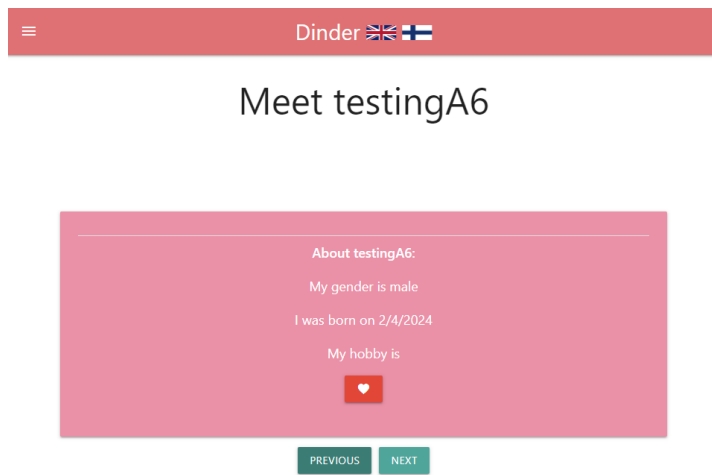 Dinder
Meet testingA6
About testingA6:
My gender is male
I was born on 2/4/2024
My hobby is
PREVIOUS NEXT